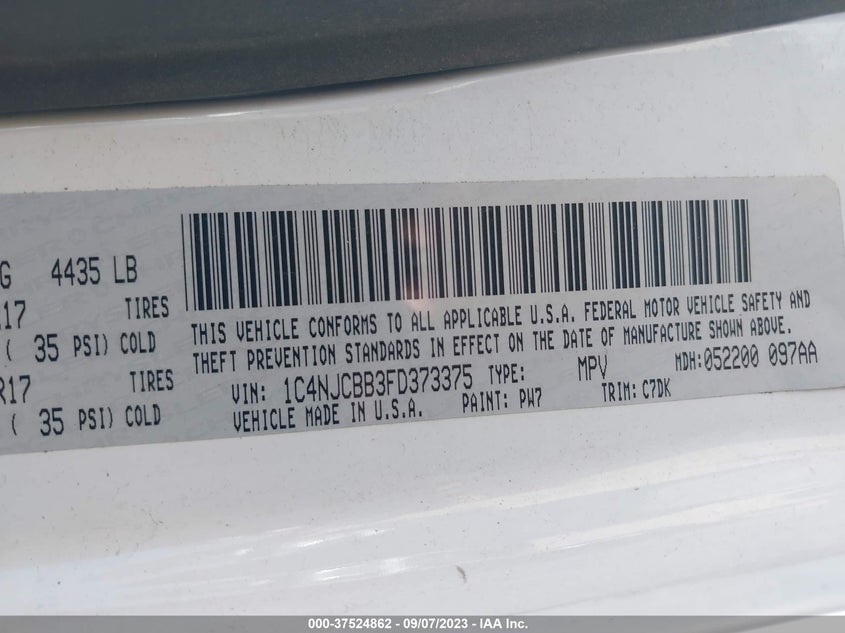 G 4435 LB
R17 TIRES
( 35 PSI) COLD
R17 TIRES
( 35 PSI) COLD
THIS VEHICLE CONFORMS TO ALL APPLICABLE U.S.A. FEDERAL MOTOR VEHICLE SAFETY AND
THEFT PREVENTION STANDARDS IN EFFECT ON THE DATE OF MANUFACTURE SHOWN ABOVE.
VIN: 1C4NJCBB3FD373375 TYPE: MPV MDH:052200 097AA
VEHICLE MADE IN U.S.A. PAINT: PW7 TRIM: C7DK
000-37524862 - 09/07/2023 - IAA Inc.